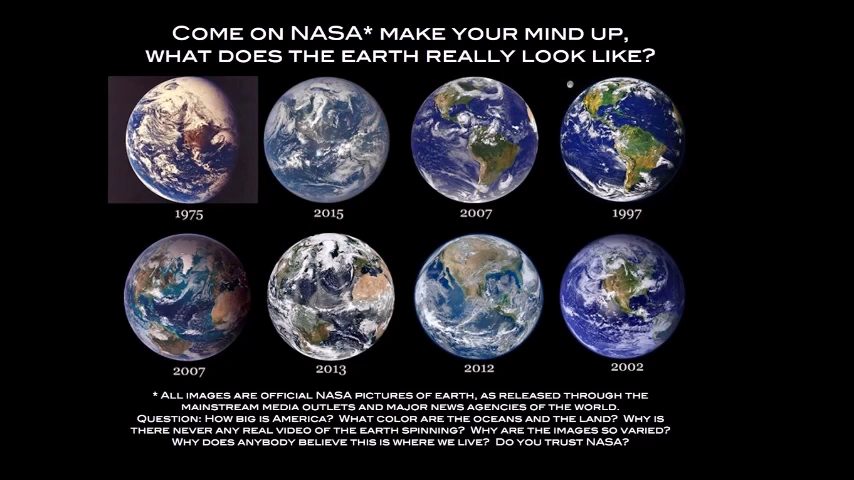 Come on NASA* make your mind up,
what does the earth really look like?
1975
2015
2007
1997
2007
2013
2012
2002
* All images are official NASA pictures of earth, as released through the
mainstream media outlets and major news agencies of the world.
Question: How big is America? What color are the oceans and the land? Why is
there never any real video of the earth spinning? Why are the images so varied?
Why does anybody believe this is where we live? Do you trust NASA?